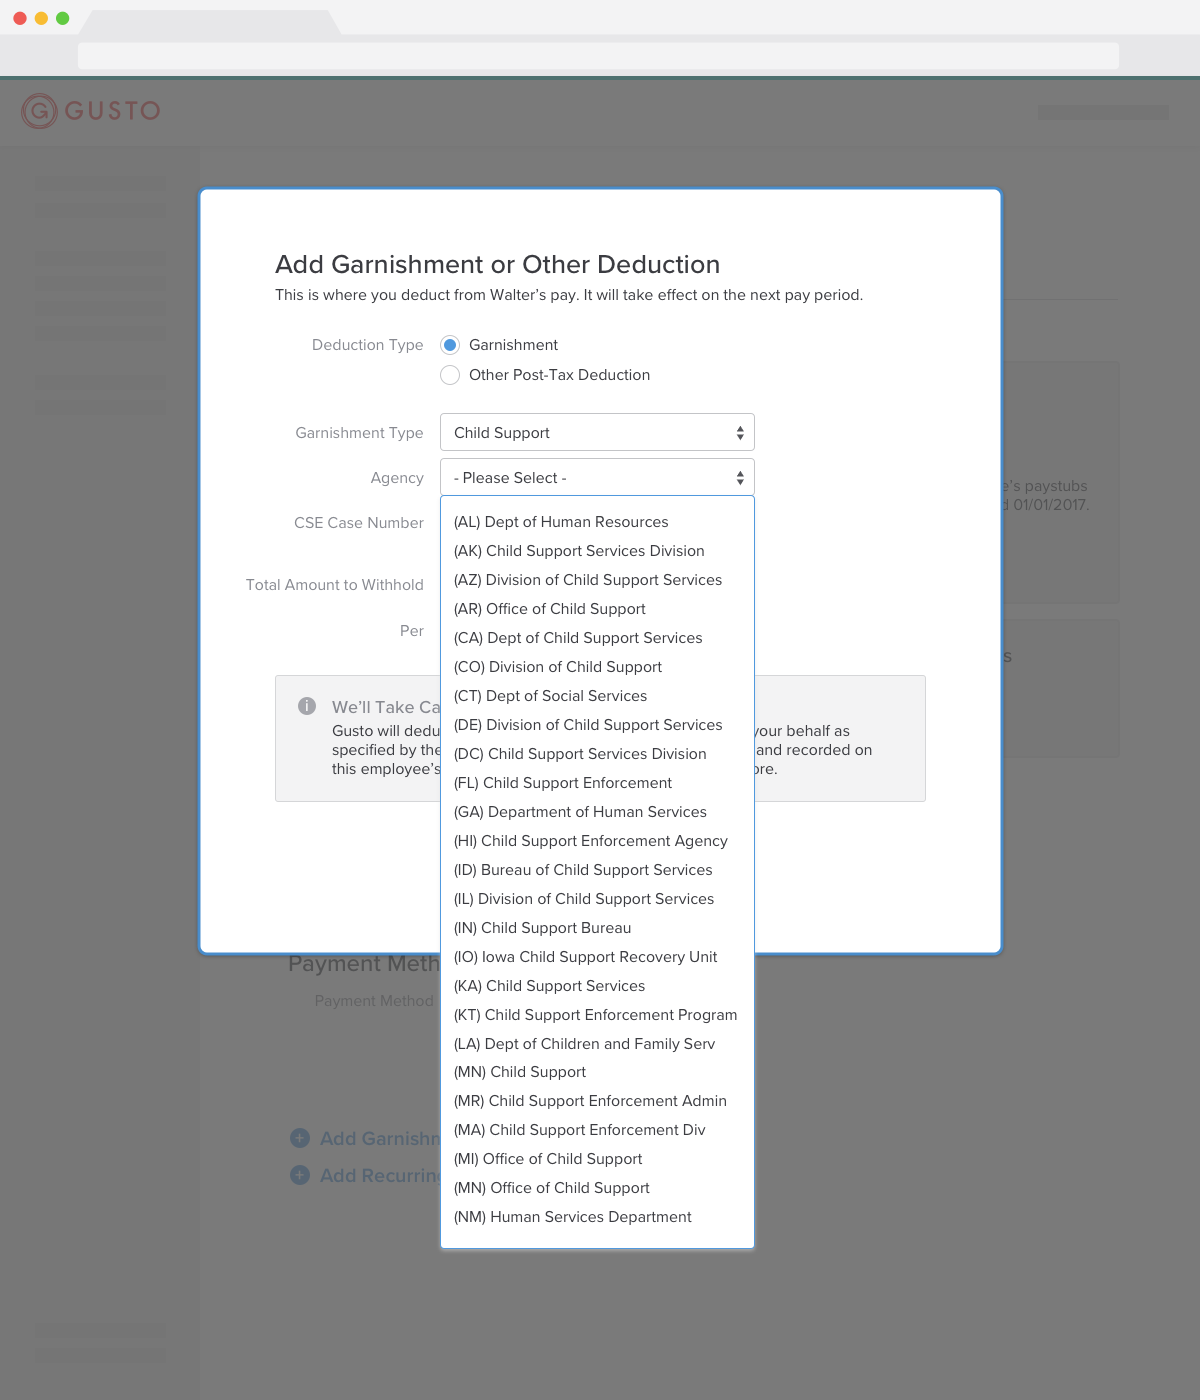 GUSTO
Add Garnishment or Other Deduction
This is where you deduct from Walter's pay. It will take effect on the next pay period.
Deduction Type
Garnishment
Other Post-Tax Deduction
Garnishment Type
Child Support
Agency
- Please Select -
CSE Case Number
Total Amount to Withhold
Per
(AL) Dept of Human Resources
(AK) Child Support Services Division
(AZ) Division of Child Support Services
(AR) Office of Child Support
(CA) Dept of Child Support Services
(CO) Division of Child Support
(CT) Dept of Social Services
(DE) Division of Child Support Services
(DC) Child Support Services Division
(FL) Child Support Enforcement
(GA) Department of Human Services
(HI) Child Support Enforcement Agency
(ID) Bureau of Child Support Services
(IL) Division of Child Support Services
(IN) Child Support Bureau
(IO) Iowa Child Support Recovery Unit
(KA) Child Support Services
(KT) Child Support Enforcement Program
(LA) Dept of Children and Family Serv
(MN) Child Support
(MR) Child Support Enforcement Admin
(MA) Child Support Enforcement Div
(MI) Office of Child Support
(MN) Office of Child Support
(NM) Human Services Department
We'll Take Ca
Gusto will dedu your behalf as
specified by the and recorded on
this employee's ore.
e's paystubs
d 01/01/2017.
s
Payment Meth
Payment Method
Add Garnishn
Add Recurring